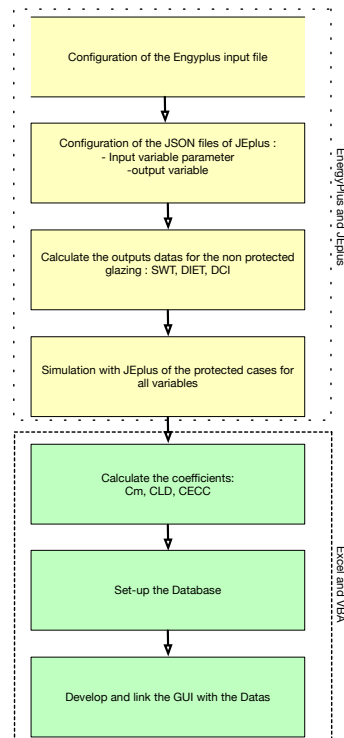 Configuration of the Engyplus input file
Configuration of the JSON files of JEplus :
- Input variable parameter
-output variable
Calculate the outputs datas for the non protected
glazing : SWT, DIET, DCI
Simulation with JEplus of the protected cases for
all variables
EnergyPlus and JEplus
Calculate the coefficients:
Cm, CLD, CECC
Set-up the Database
Develop and link the GUI with the Datas
Excel and VBA